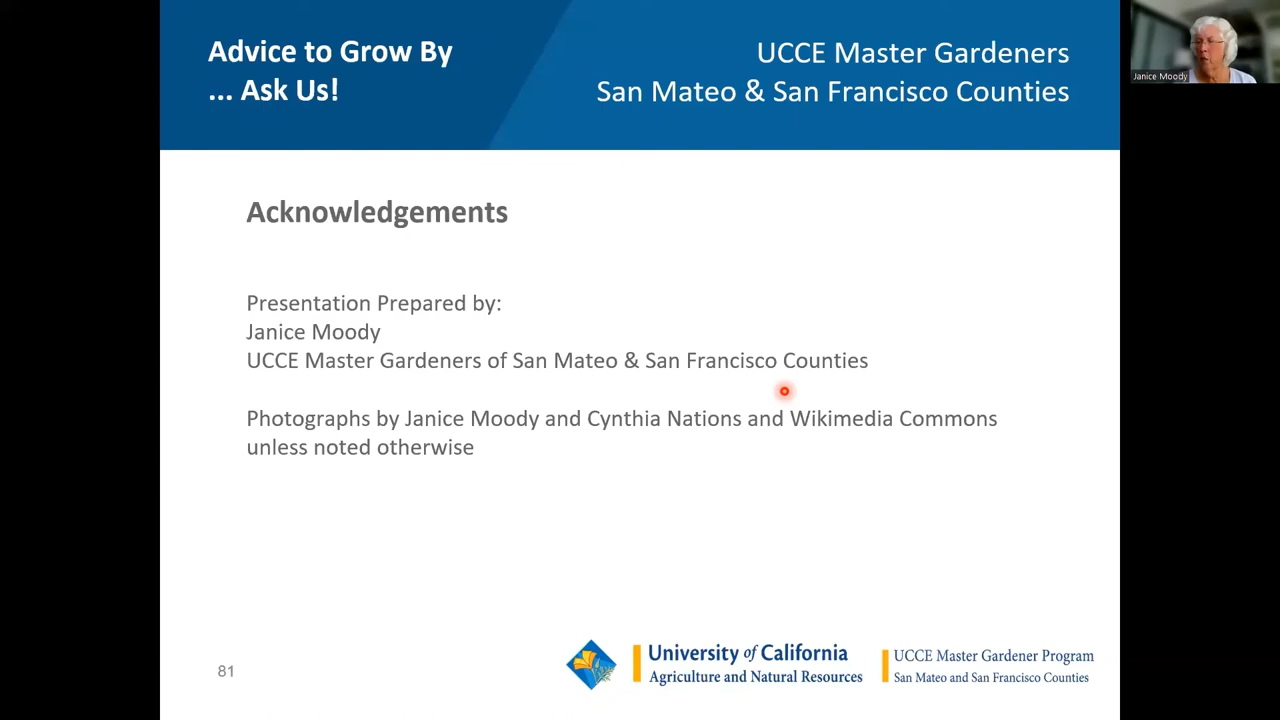 Advice to Grow By
... Ask Us!
UCCE Master Gardeners
San Mateo & San Francisco Counties
Janice Moody
Acknowledgements
Presentation Prepared by:
Janice Moody
UCCE Master Gardeners of San Mateo & San Francisco Counties
Photographs by Janice Moody and Cynthia Nations and Wikimedia Commons
unless noted otherwise
81
University of California
Agriculture and Natural Resources
UCCE Master Gardener Program
San Mateo and San Francisco Counties